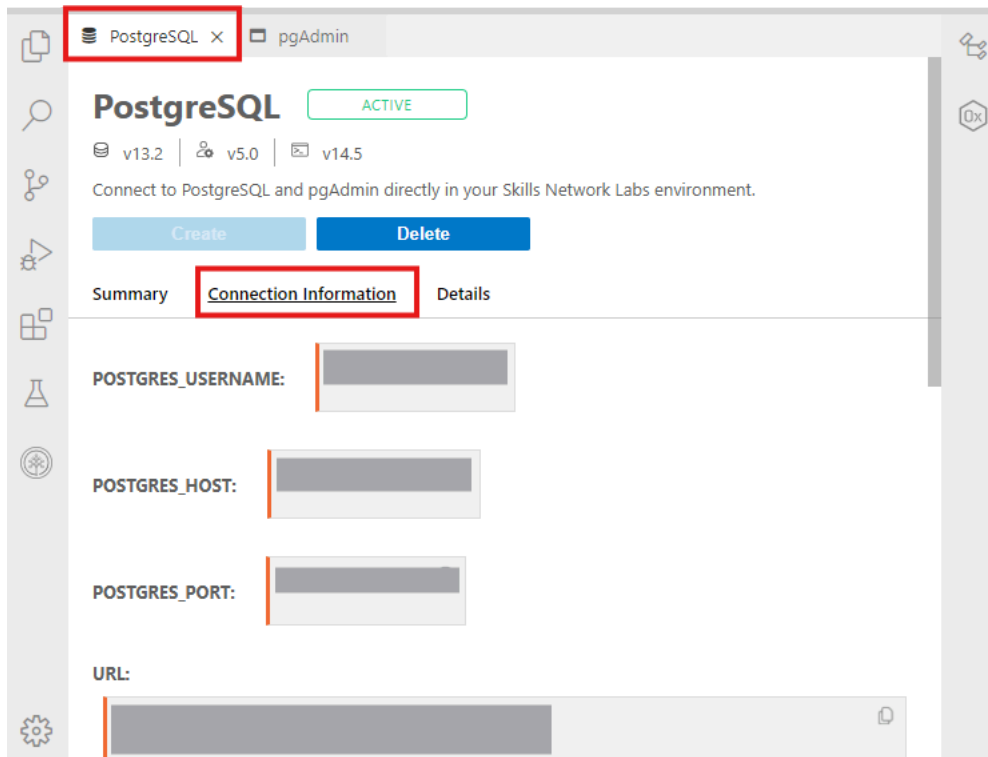 PostgreSQL × pgAdmin
PostgreSQL ACTIVE
v13.2 v5.0 v14.5
Connect to PostgreSQL and pgAdmin directly in your Skills Network Labs environment.
Create Delete
Summary Connection Information Details
POSTGRES_USERNAME:
POSTGRES_HOST:
POSTGRES_PORT:
URL: